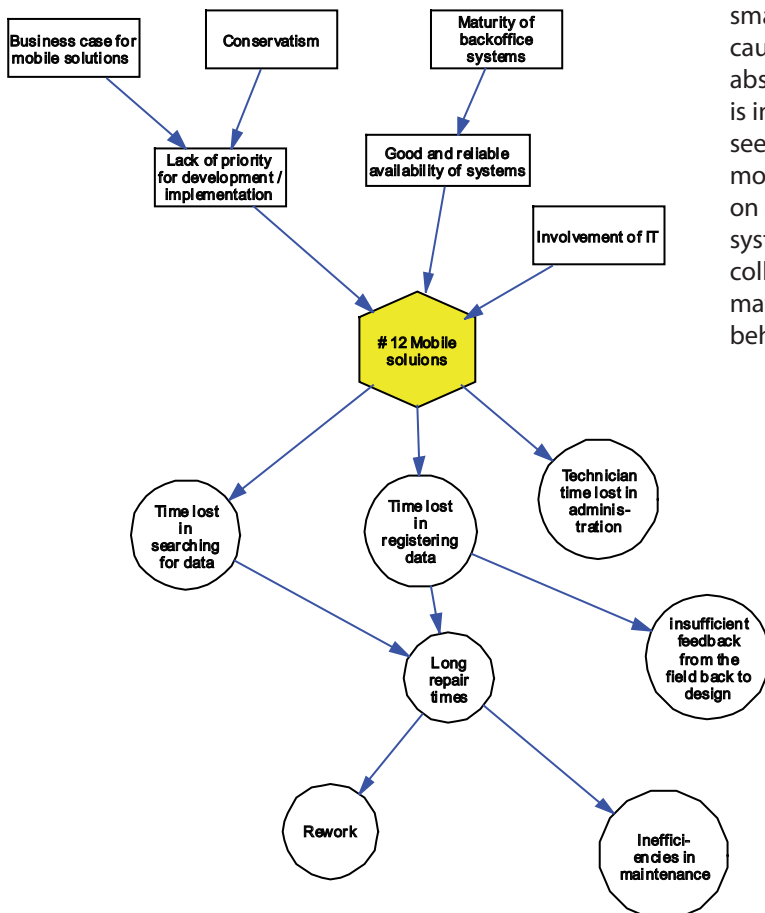 Business case for
mobile solutions
Conservatism
Maturity of
backoffice
systems
Lack of priority
for development /
implementation
Good and reliable
availability of systems
Involvement of IT
# 12 Mobile
soluions
Time lost
in
searching
for data
Time lost
in
registering
data
Technician
time lost in
adminis-
tration
insufficient
feedback
from the
field back to
design
Long
repair
times
Rework
Ineffici-
encies in
maintenance
sma
cau
abs
is in
see
mo
on
syst
coll
ma
beh